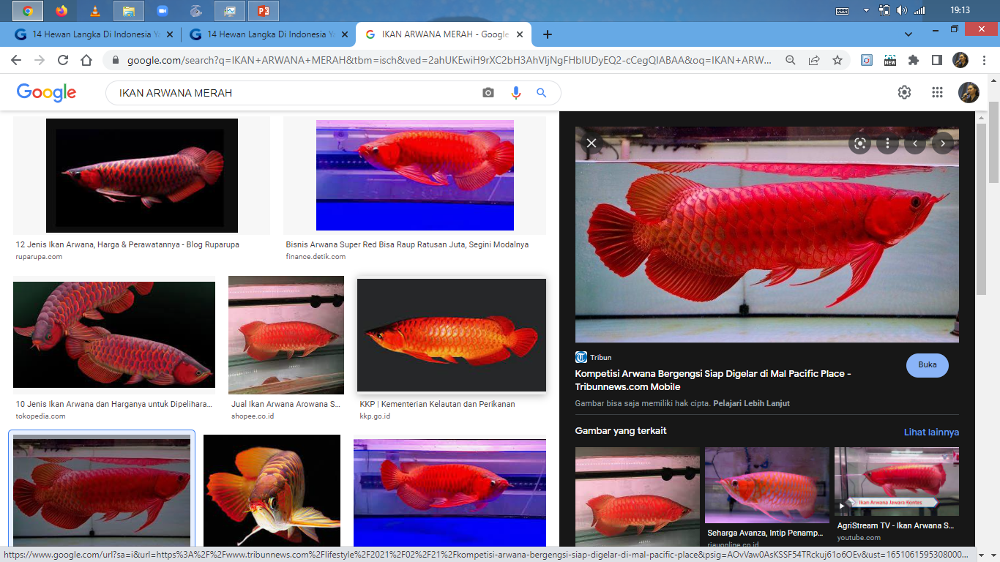 19:13
14 Hewan Langka Di Indonesia Y
14 Hewan Langka Di Indonesia Y
IKAN ARWANA MERAH - Google
google.com/search?q=IKAN+ARWANA+MERAH&tbm=isch&ved=2ahUKEwiH9rXC2bH3AhVljNgFHblUDyEQ2-cCegQIABAA&oq=IKAN+ARW...
NEW
Google
IKAN ARWANA MERAH
12 Jenis Ikan Arwana, Harga & Perawatannya - Blog Ruparupa
ruparupa.com
Bisnis Arwana Super Red Bisa Raup Ratusan Juta, Segini Modalnya
finance.detik.com
10 Jenis Ikan Arwana dan Harganya untuk Dipelihara...
tokopedia.com
Jual Ikan Arwana Arowana S...
shopee.co.id
KKP | Kementerian Kelautan dan Perikanan
kkp.go.id
Tribun
Kompetisi Arwana Bergengsi Siap Digelar di Mal Pacific Place -
Tribunnews.com Mobile
Buka
Gambar bisa saja memiliki hak cipta. Pelajari Lebih Lanjut
Gambar yang terkait
Lihat lainnya
Ikan Arwana Jawara Kontes
Seharga Avanza, Intip Penamp...
riauonline.co.id
AgriStream TV - Ikan Arwana S...
youtube.com
https://www.google.com/url?sa=i&url=https%3A%2F%2Fwww.tribunnews.com%2Flifestyle%2F2021%2F02%2F21%2Fkompetisi-arwana-bergengsi-siap-digelar-di-mal-pacific-place&psig=AOvVaw0AsKSSF54TRckuj61o6OEv&ust=1651061595308000...